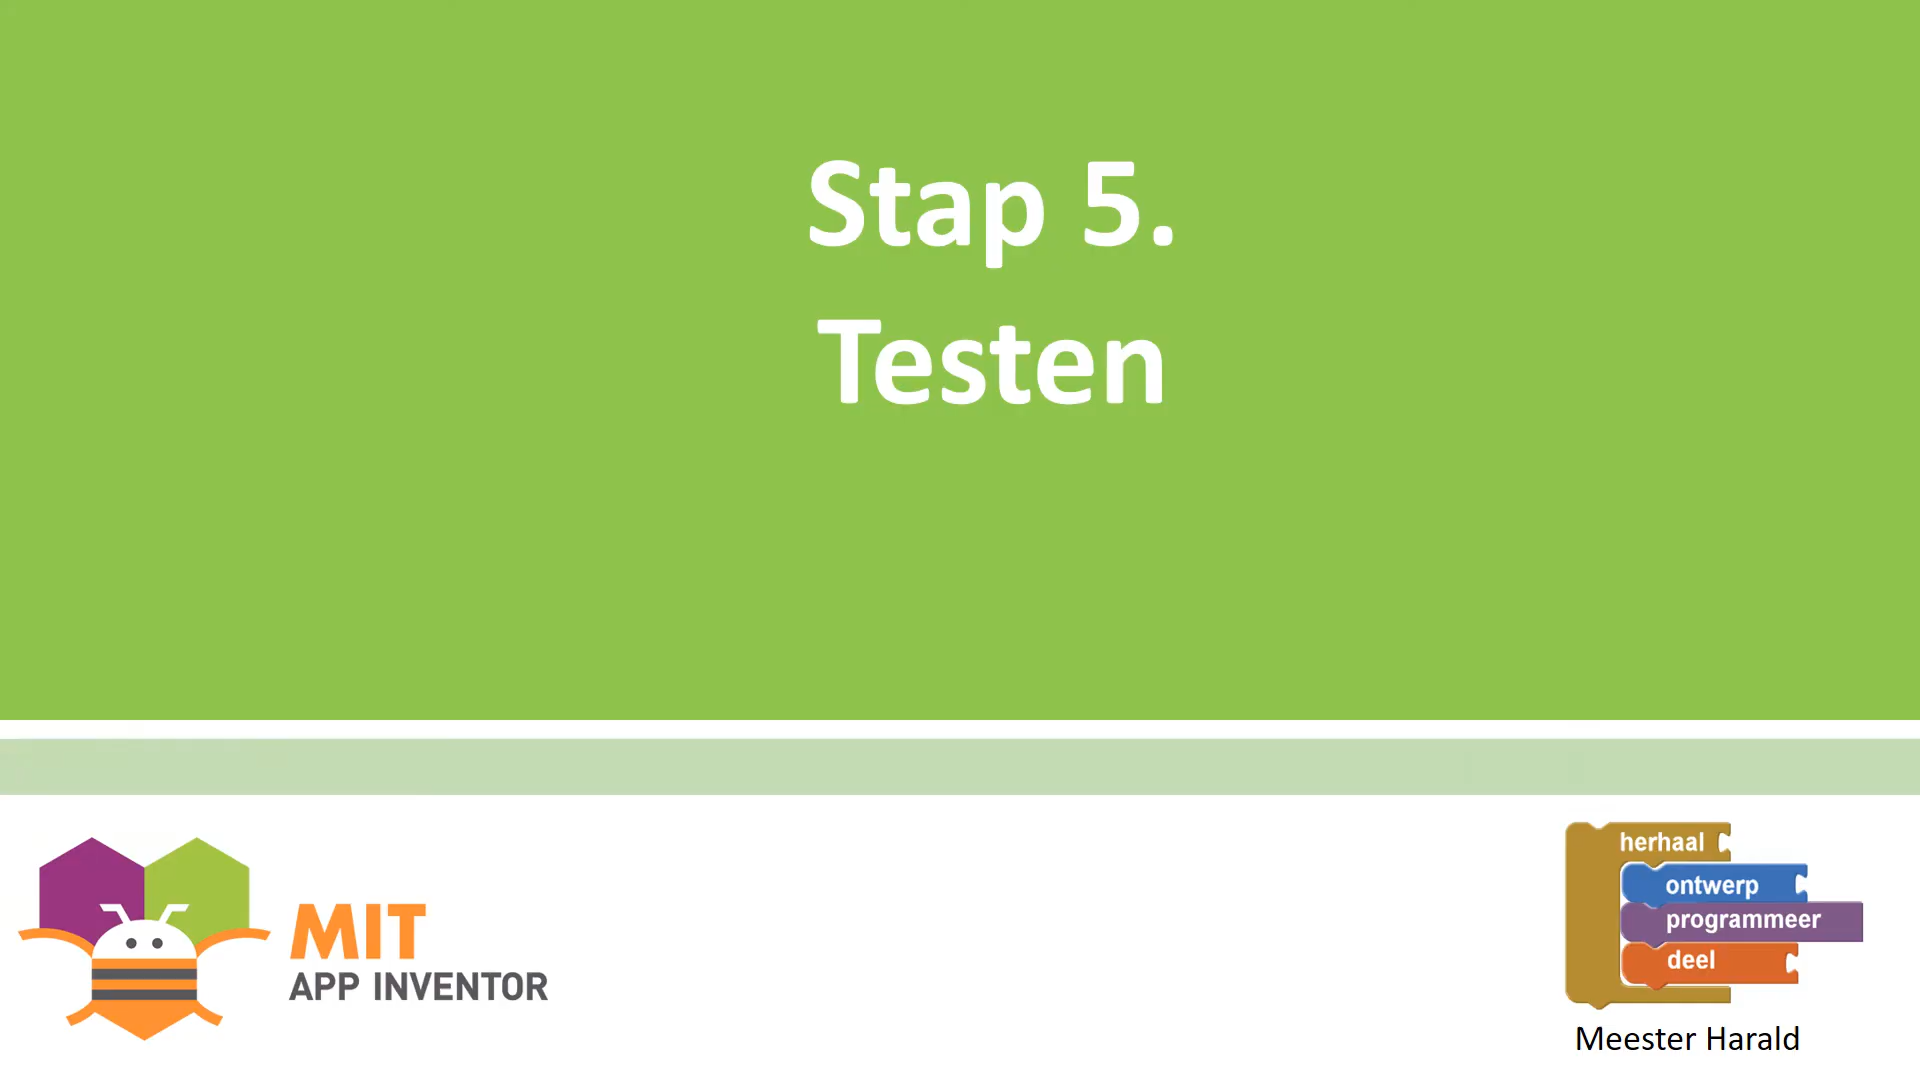 Stap 5.
Testen
MIT
APP INVENTOR
herhaal
ontwerp
programmeer
deel
Meester Harald